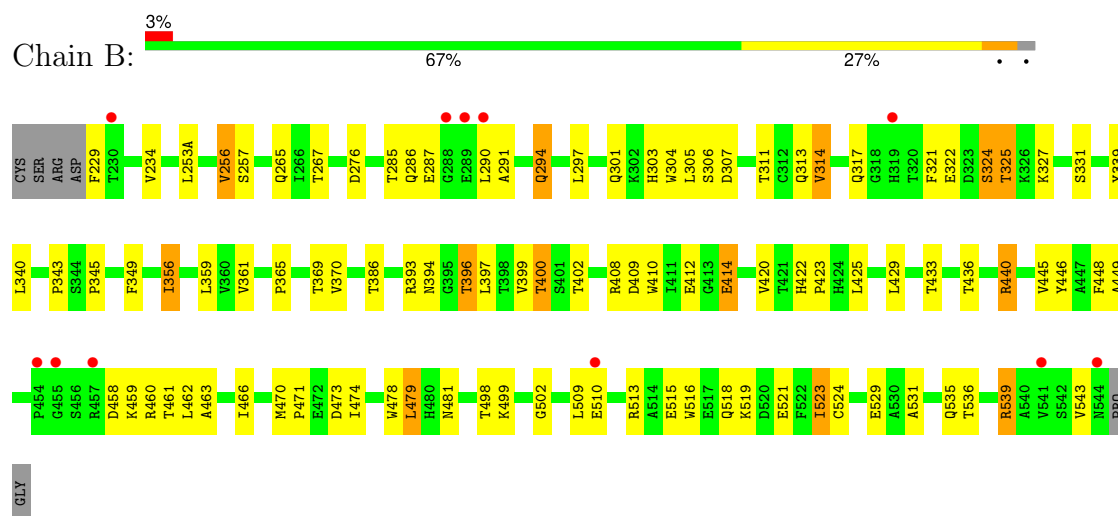 3%
Chain B:
67% 27% • •
CYS SER ARG ASP F229 T230 V234 L253A V256 S257 Q265 I266 T267 D276 T285 Q286 E287 G288 E289 L290 A291 Q294 L297 Q301 K302 H303 W304 L305 S306 D307 T311 C312 Q313 V314 Q317 G318 H319 T320 F321 E322 D323 S324 T325 K326 K327 S331 Y339
L340 P343 S344 P345 F349 I356 L359 V360 V361 P365 T369 V370 T386 R393 N394 G395 T396 L397 T398 V399 T400 S401 T402 R408 D409 W410 I411 E412 G413 E414 V420 T421 H422 P423 H424 L425 L429 T433 T436 R440 V445 Y446 A447 F448 A449
P454 G455 S456 R457 D458 K459 R460 T461 L462 A463 I466 M470 P471 E472 D473 I474 W478 L479 H480 N481 T498 K499 G502 L509 E510 R513 A514 E515 W516 E517 Q518 K519 D520 E521 F522 I523 C524 E529 A530 A531 Q535 T536 R539 A540 V541 S542 V543 N544 PRO
GLY